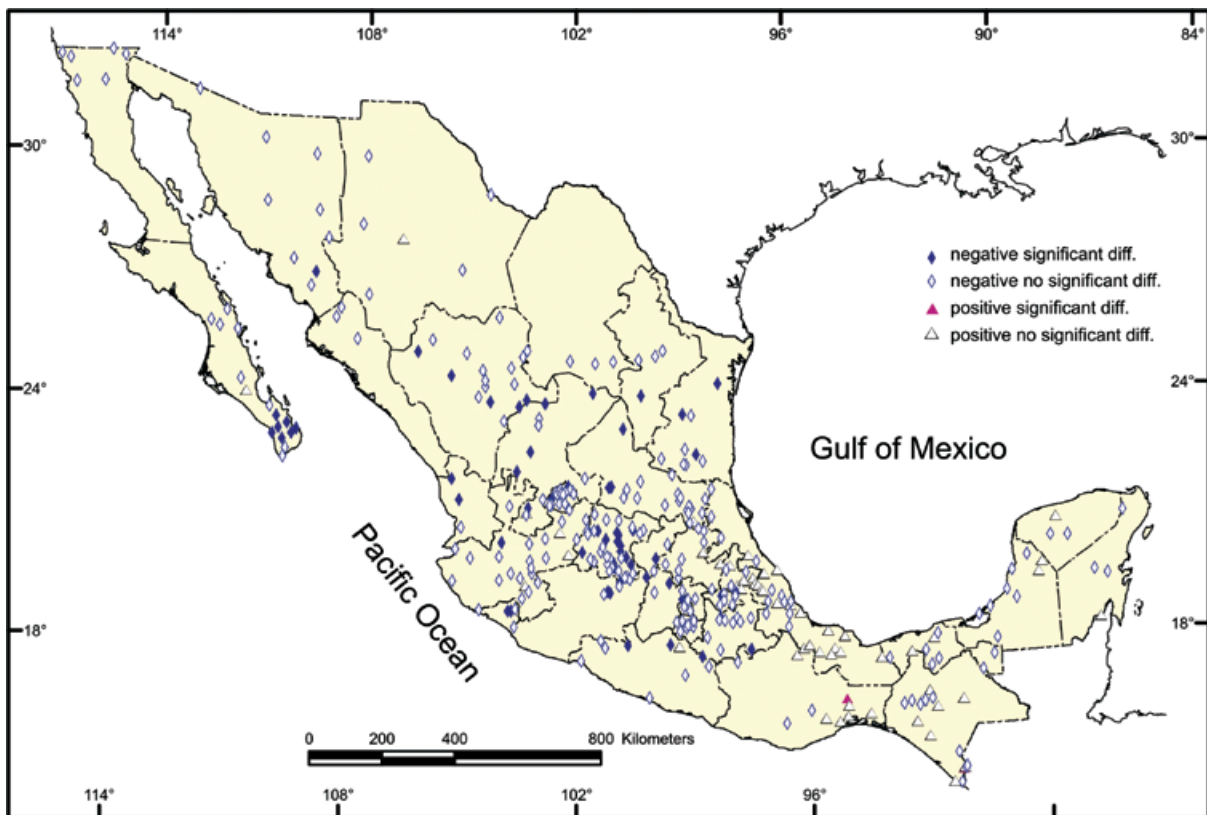 114° 108° 102° 96° 90° 84°
30° 30°
negative significant diff.
negative no significant diff.
positive significant diff.
positive no significant diff.
24° 24°
Gulf of Mexico
Pacific Ocean
18° 18°
0 200 400 800 Kilometers
114° 108° 102° 96°